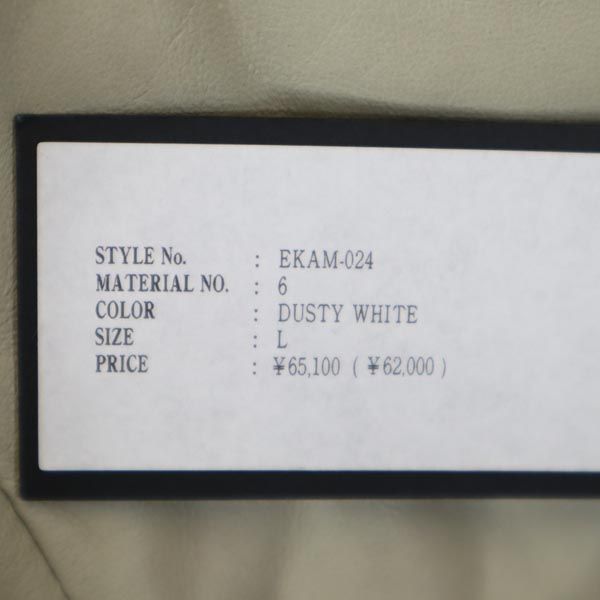 STYLE No. : EKAM-024
MATERIAL NO. : 6
COLOR : DUSTY WHITE
SIZE : L
PRICE : ¥65,100 ( ¥62,000 )